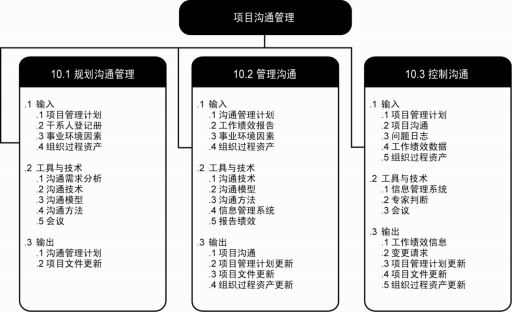 项目沟通管理
10.1 规划沟通管理
.1 输入
.1 项目管理计划
.2 干系人登记册
.3 事业环境因素
.4 组织过程资产
.2 工具与技术
.1 沟通需求分析
.2 沟通技术
.3 沟通模型
.4 沟通方法
.5 会议
.3 输出
.1 沟通管理计划
.2 项目文件更新
10.2 管理沟通
.1 输入
.1 沟通管理计划
.2 工作绩效报告
.3 事业环境因素
.4 组织过程资产
.2 工具与技术
.1 沟通技术
.2 沟通模型
.3 沟通方法
.4 信息管理系统
.5 报告绩效
.3 输出
.1 项目沟通
.2 项目管理计划更新
.3 项目文件更新
.4 组织过程资产更新
10.3 控制沟通
.1 输入
.1 项目管理计划
.2 项目沟通
.3 问题日志
.4 工作绩效数据
.5 组织过程资产
.2 工具与技术
.1 信息管理系统
.2 专家判断
.3 会议
.3 输出
.1 工作绩效信息
.2 变更请求
.3 项目管理计划更新
.4 项目文件更新
.5 组织过程资产更新